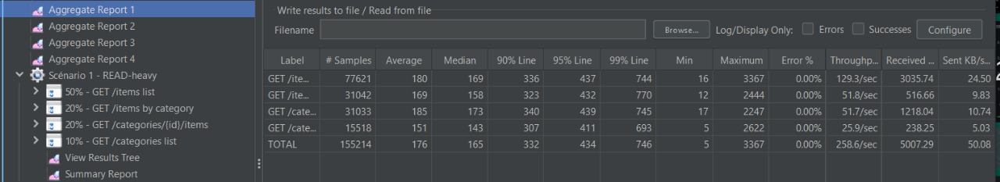 Aggregate Report 1
Aggregate Report 2
Aggregate Report 3
Aggregate Report 4
Scénario 1 - READ-heavy
50% - GET /items list
20% - GET /items by category
20% - GET /categories/{id}/items
10% - GET /categories list
View Results Tree
Summary Report
Write results to file / Read from file
Filename Browse... Log/Display Only: Errors Successes Configure
Label # Samples Average Median 90% Line 95% Line 99% Line Min Maximum Error % Throughp... Received ... Sent KB/s...
GET /ite... 77621 180 169 336 437 744 16 3367 0.00% 129.3/sec 3035.74 24.50
GET /ite... 31042 169 158 323 432 770 12 2444 0.00% 51.8/sec 516.66 9.83
GET /cate... 31033 185 173 340 439 745 17 2247 0.00% 51.7/sec 1218.04 10.74
GET /cate... 15518 151 143 307 411 693 5 2622 0.00% 25.9/sec 238.25 5.03
TOTAL 155214 176 165 332 434 746 5 3367 0.00% 258.6/sec 5007.29 50.08